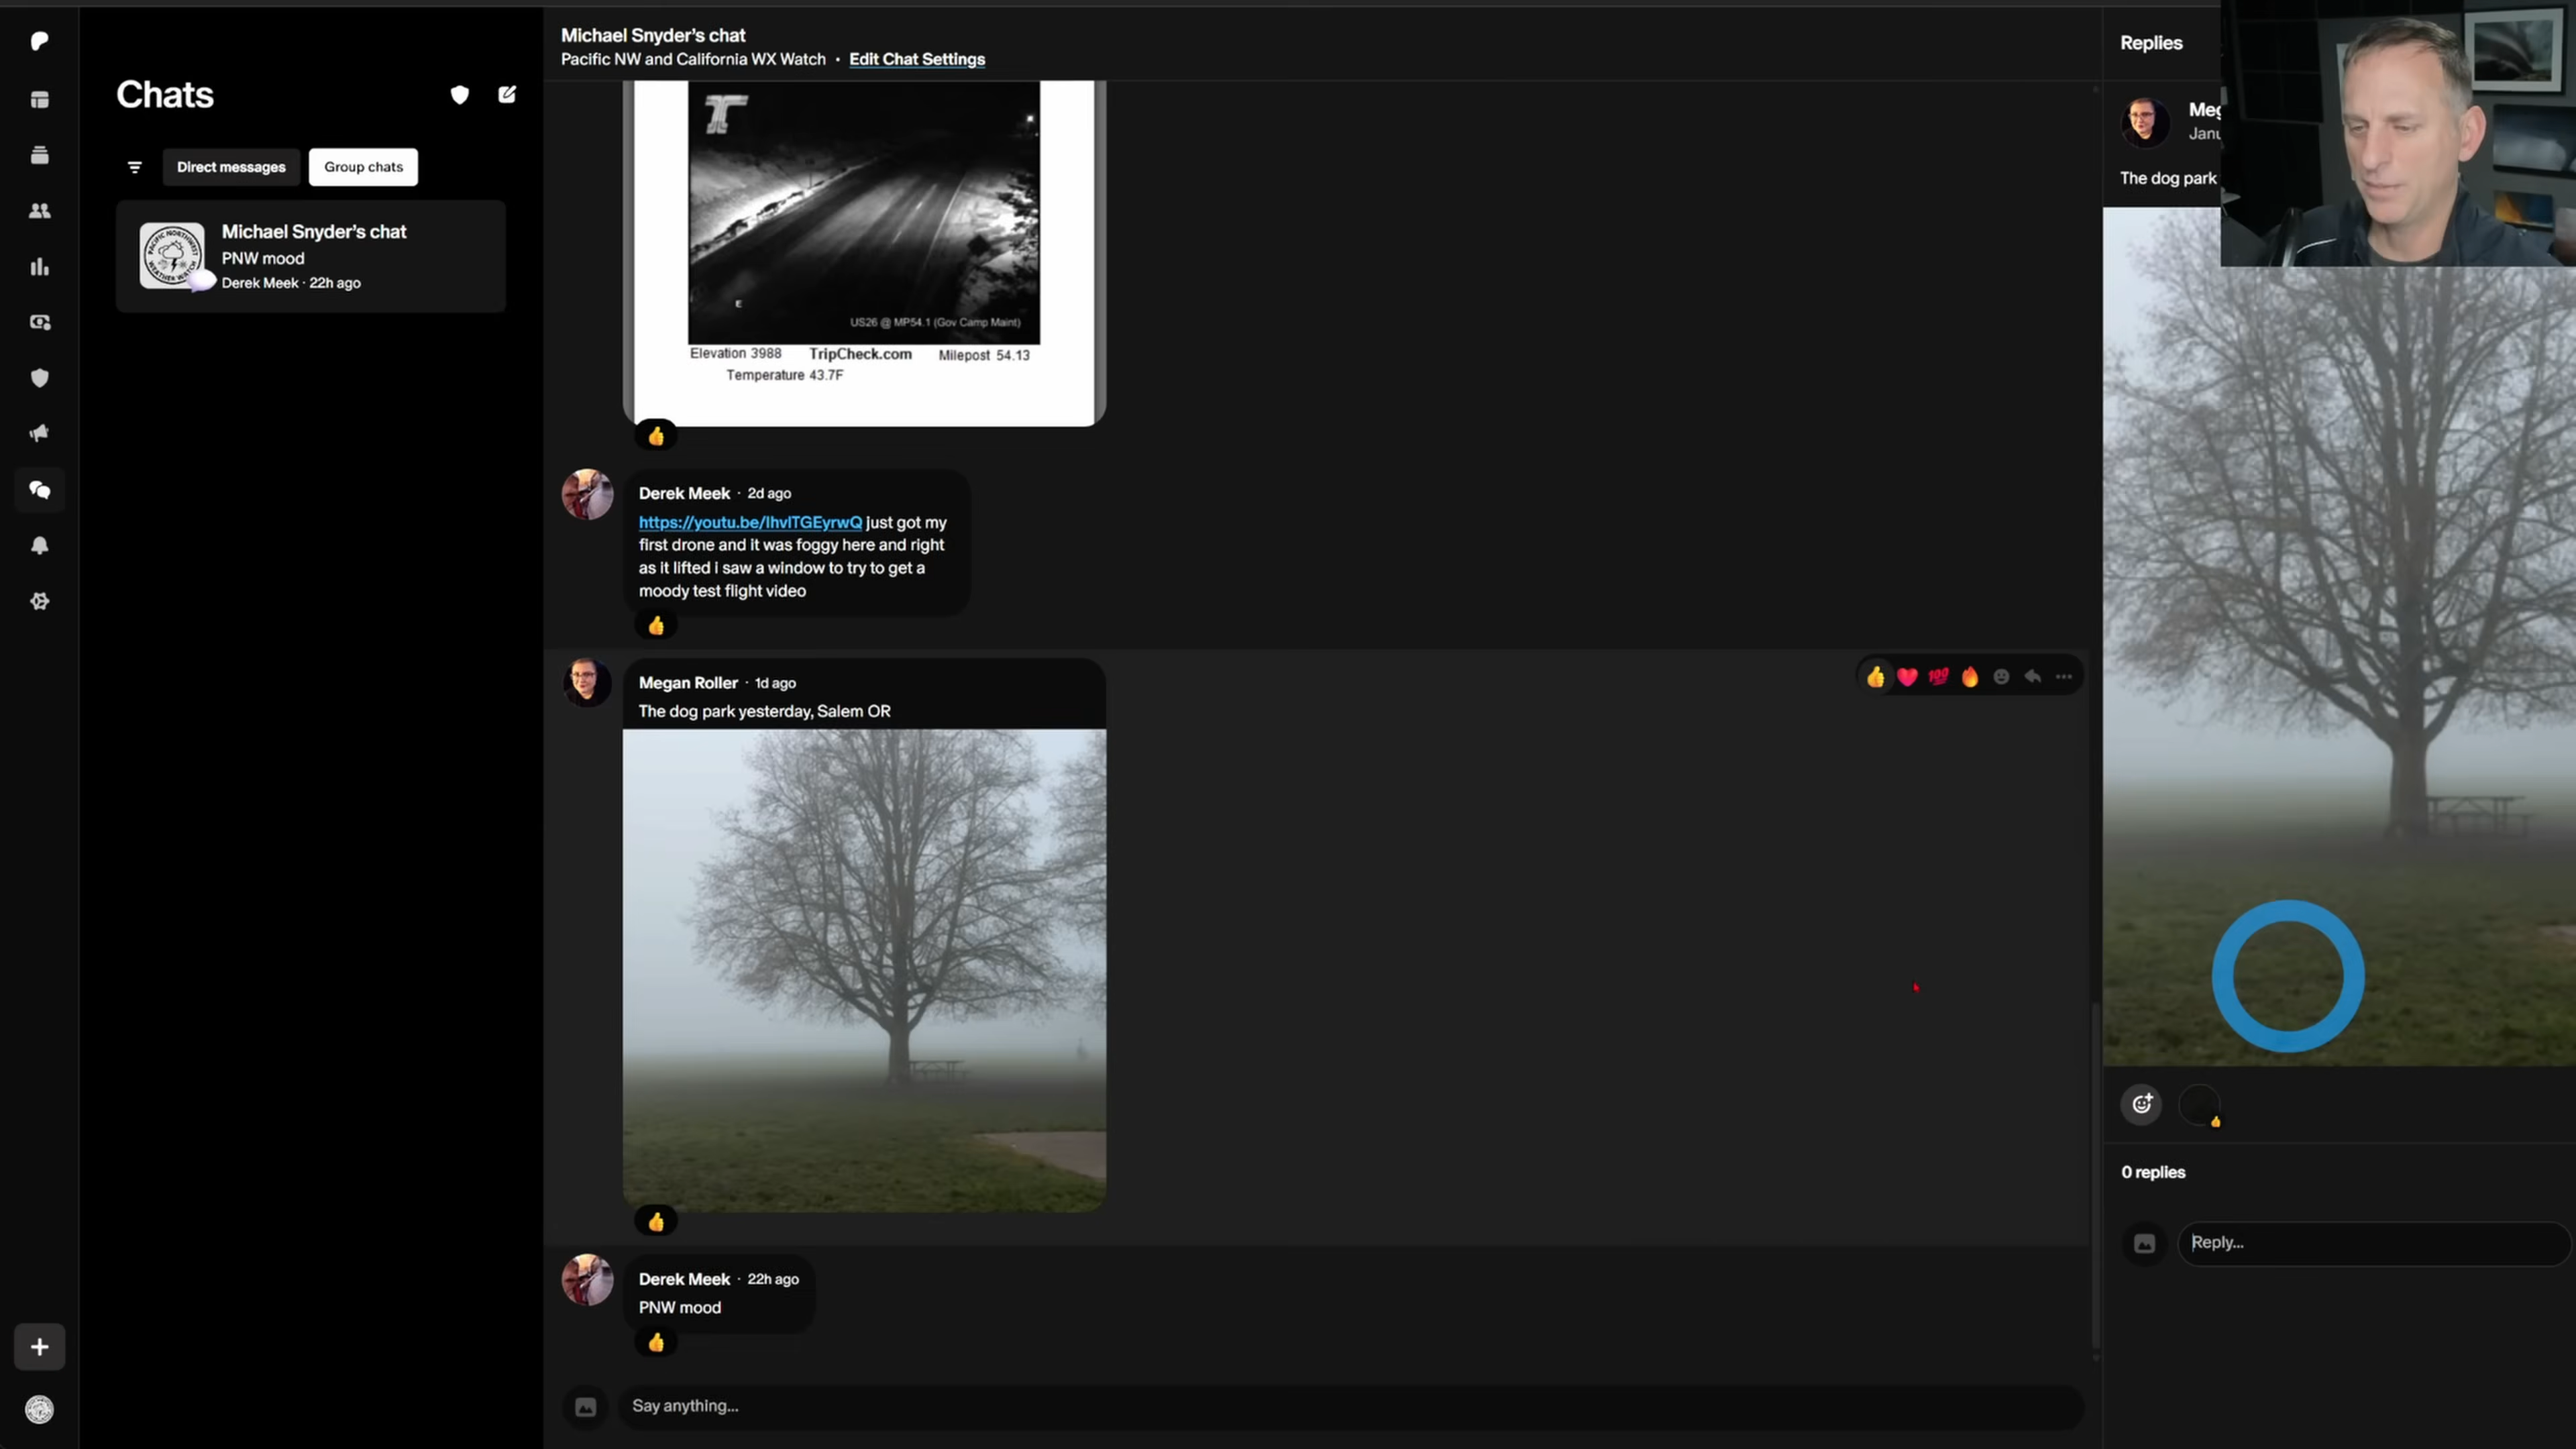 Chats
Direct messages
Group chats
Michael Snyder's chat
PNW mood
Derek Meek · 22h ago
Michael Snyder's chat
Pacific NW and California WX Watch · Edit Chat Settings
E
US26 @ MP54.1 (Gov Camp Maint)
Elevation 3988 TripCheck.com Milepost 54.13
Temperature 43.7F
👍
Derek Meek · 2d ago
https://youtu.be/lhvlTGEyrwQ just got my
first drone and it was foggy here and right
as it lifted i saw a window to try to get a
moody test flight video
👍
Megan Roller · 1d ago
The dog park yesterday, Salem OR
👍
Derek Meek · 22h ago
PNW mood
👍
Say anything...
Replies
Meg
Janu
The dog park
0 replies
Reply...